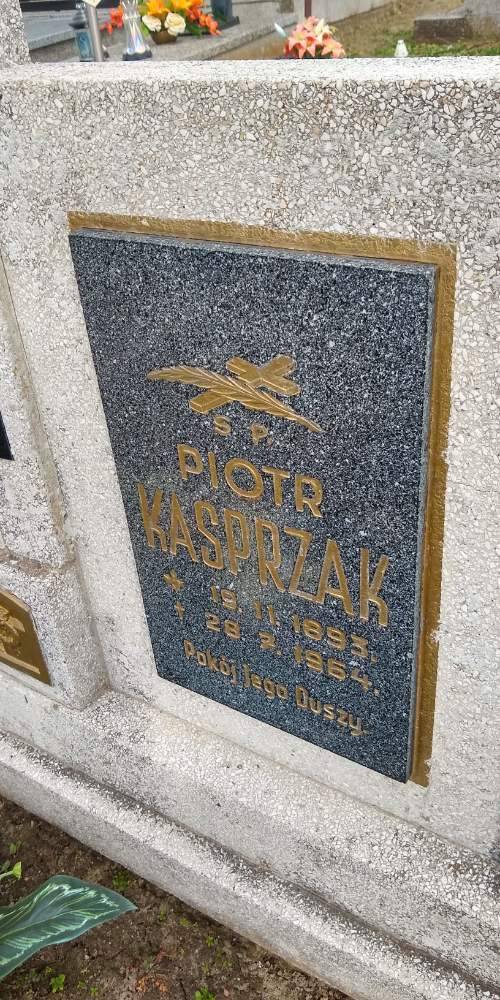 S P.
PIOTR
KASPRZAK
* 19. 11 1893.
† 28 2. 1964.
Pokój Jego Duszy.